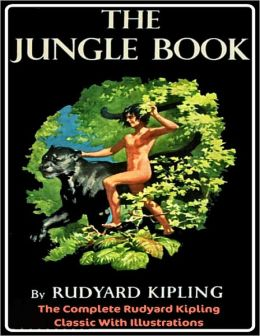 THE
JUNGLE BOOK
By RUDYARD KIPLING
The Complete Rudyard Kipling
Classic With Illustrations